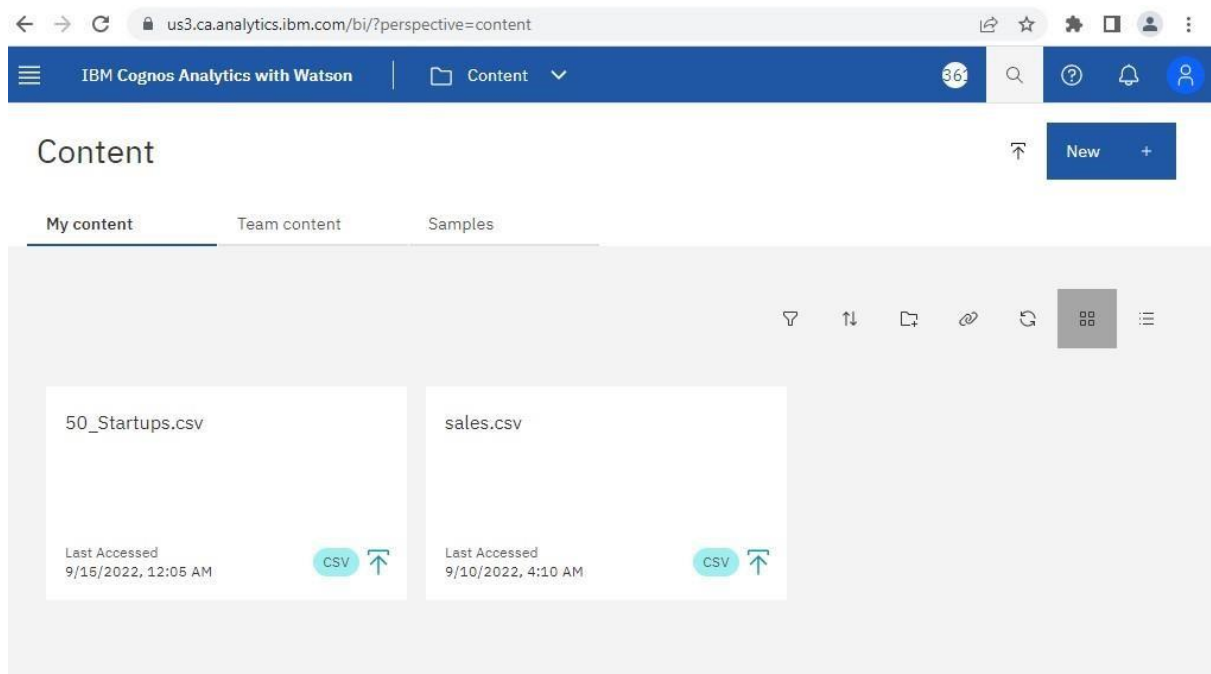 us3.ca.analytics.ibm.com/bi/?perspective=content
IBM Cognos Analytics with Watson
Content
361
Content
New +
My content
Team content
Samples
50_Startups.csv
Last Accessed
9/15/2022, 12:05 AM
CSV
sales.csv
Last Accessed
9/10/2022, 4:10 AM
CSV